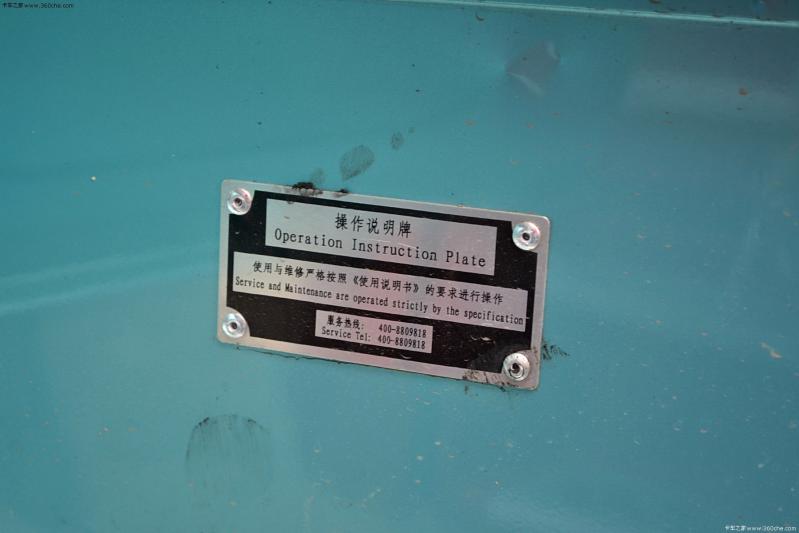 卡车之家 www.360che.com
操作说明牌
Operation Instruction Plate
使用与维修严格按照《使用说明书》的要求进行操作
Service and Maintenance are operated strictly by the specification
服务热线: 400-8809818
Service Tel: 400-8809818
卡车之家 www.360che.com